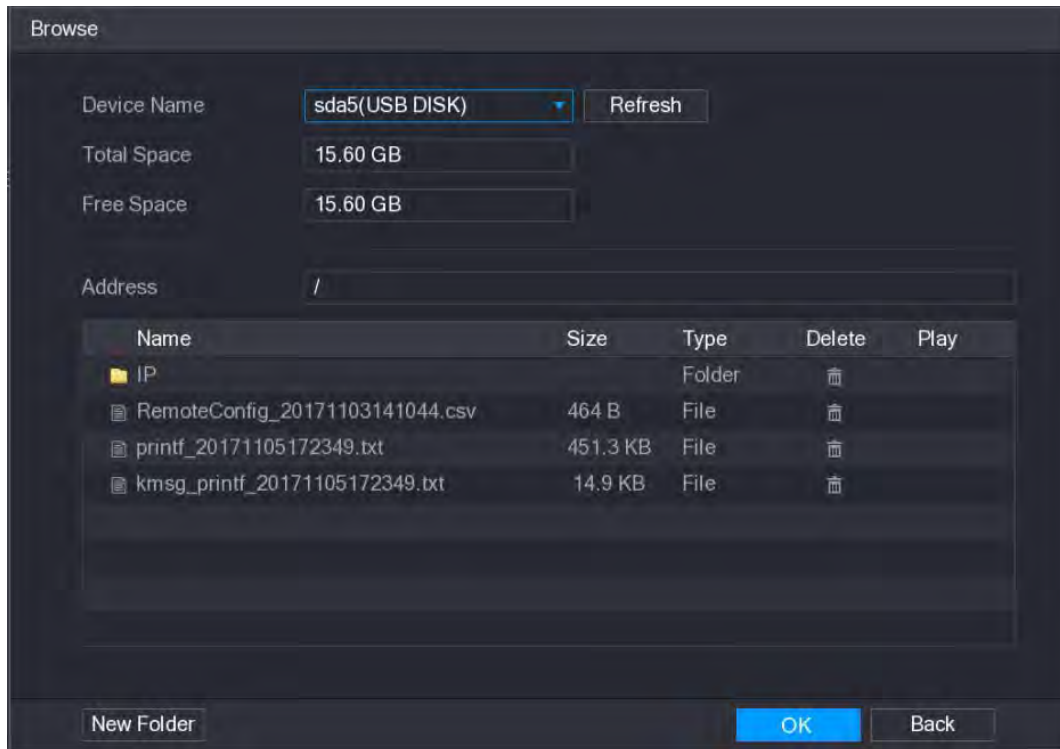 Browse
Device Name sda5(USB DISK) Refresh
Total Space 15.60 GB
Free Space 15.60 GB
Address /
Name Size Type Delete Play
IP Folder
RemoteConfig_20171103141044.csv 464 B File
printf_20171105172349.txt 451.3 KB File
kmsg_printf_20171105172349.txt 14.9 KB File
New Folder OK Back